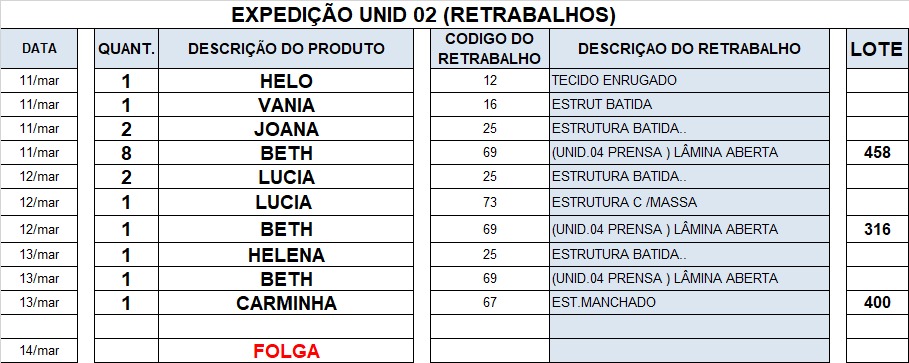 EXPEDIÇÃO UNID 02 (RETRABALHOS)
DATA QUANT. DESCRIÇÃO DO PRODUTO CODIGO DO RETRABALHO DESCRIÇAO DO RETRABALHO LOTE
11/mar 1 HELO 12 TECIDO ENRUGADO
11/mar 1 VANIA 16 ESTRUT BATIDA
11/mar 2 JOANA 25 ESTRUTURA BATIDA..
11/mar 8 BETH 69 (UNID.04 PRENSA ) LÂMINA ABERTA 458
12/mar 2 LUCIA 25 ESTRUTURA BATIDA..
12/mar 1 LUCIA 73 ESTRUTURA C /MASSA
12/mar 1 BETH 69 (UNID.04 PRENSA ) LÂMINA ABERTA 316
13/mar 1 HELENA 25 ESTRUTURA BATIDA..
13/mar 1 BETH 69 (UNID.04 PRENSA ) LÂMINA ABERTA
13/mar 1 CARMINHA 67 EST.MANCHADO 400
14/mar FOLGA